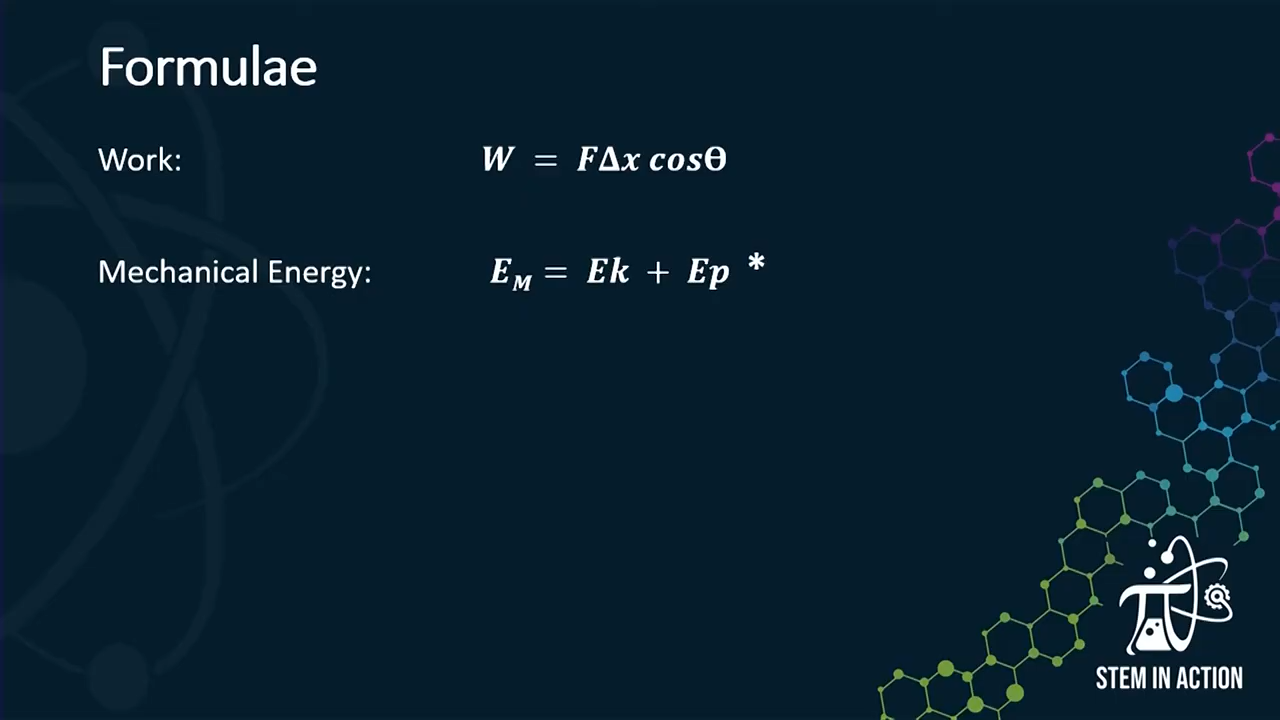 Formulae
Work: W = FΔx cosθ
Mechanical Energy: E_M = Ek + Ep *
STEM IN ACTION